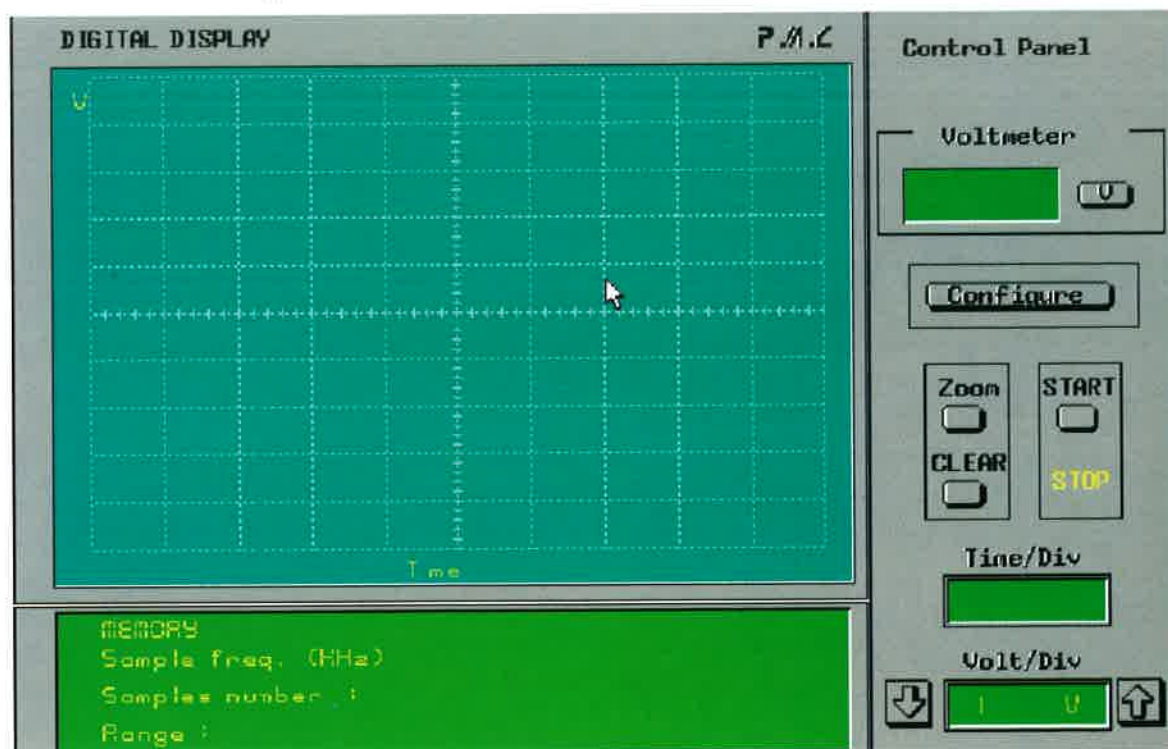 DIGITAL DISPLAY
P.M.C
V
Time
MEMORY
Sample freq. (KHz)
Samples number :
Range :
Control Panel
Voltmeter
V
Configure
Zoom
START
CLEAR
STOP
Time/Div
Volt/Div
1 V